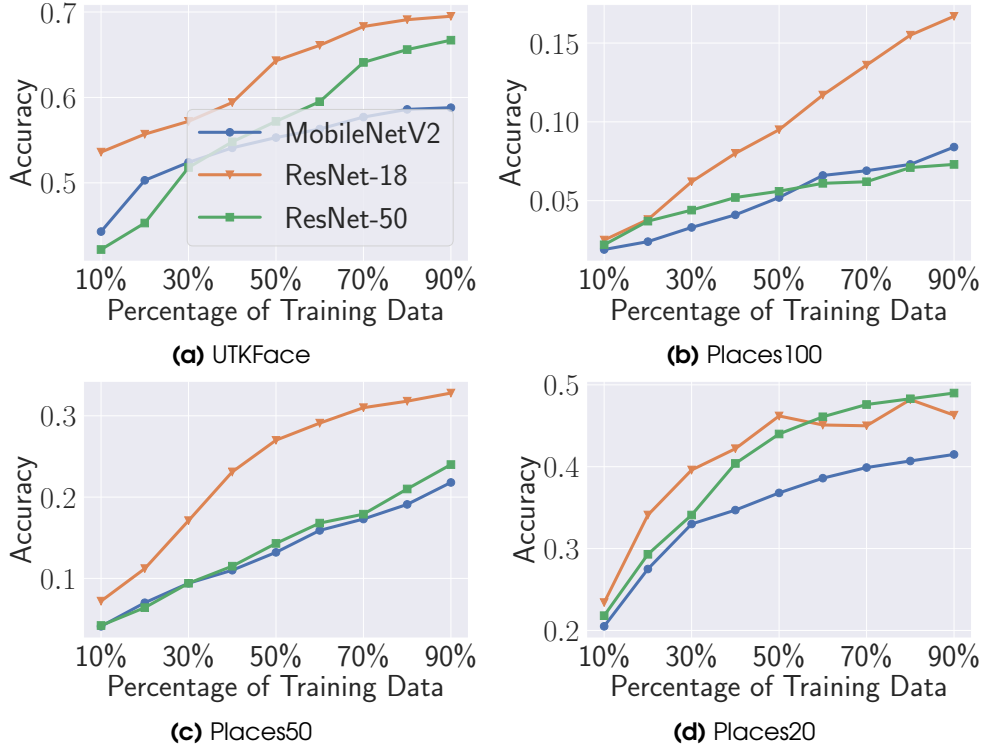 0.7
0.6
0.5
Accuracy
MobileNetV2
ResNet-18
ResNet-50
10% 30% 50% 70% 90%
Percentage of Training Data
(a) UTKFace
0.15
0.10
0.05
Accuracy
10% 30% 50% 70% 90%
Percentage of Training Data
(b) Places100
0.3
0.2
0.1
Accuracy
10% 30% 50% 70% 90%
Percentage of Training Data
(c) Places50
0.5
0.4
0.3
0.2
Accuracy
10% 30% 50% 70% 90%
Percentage of Training Data
(d) Places20